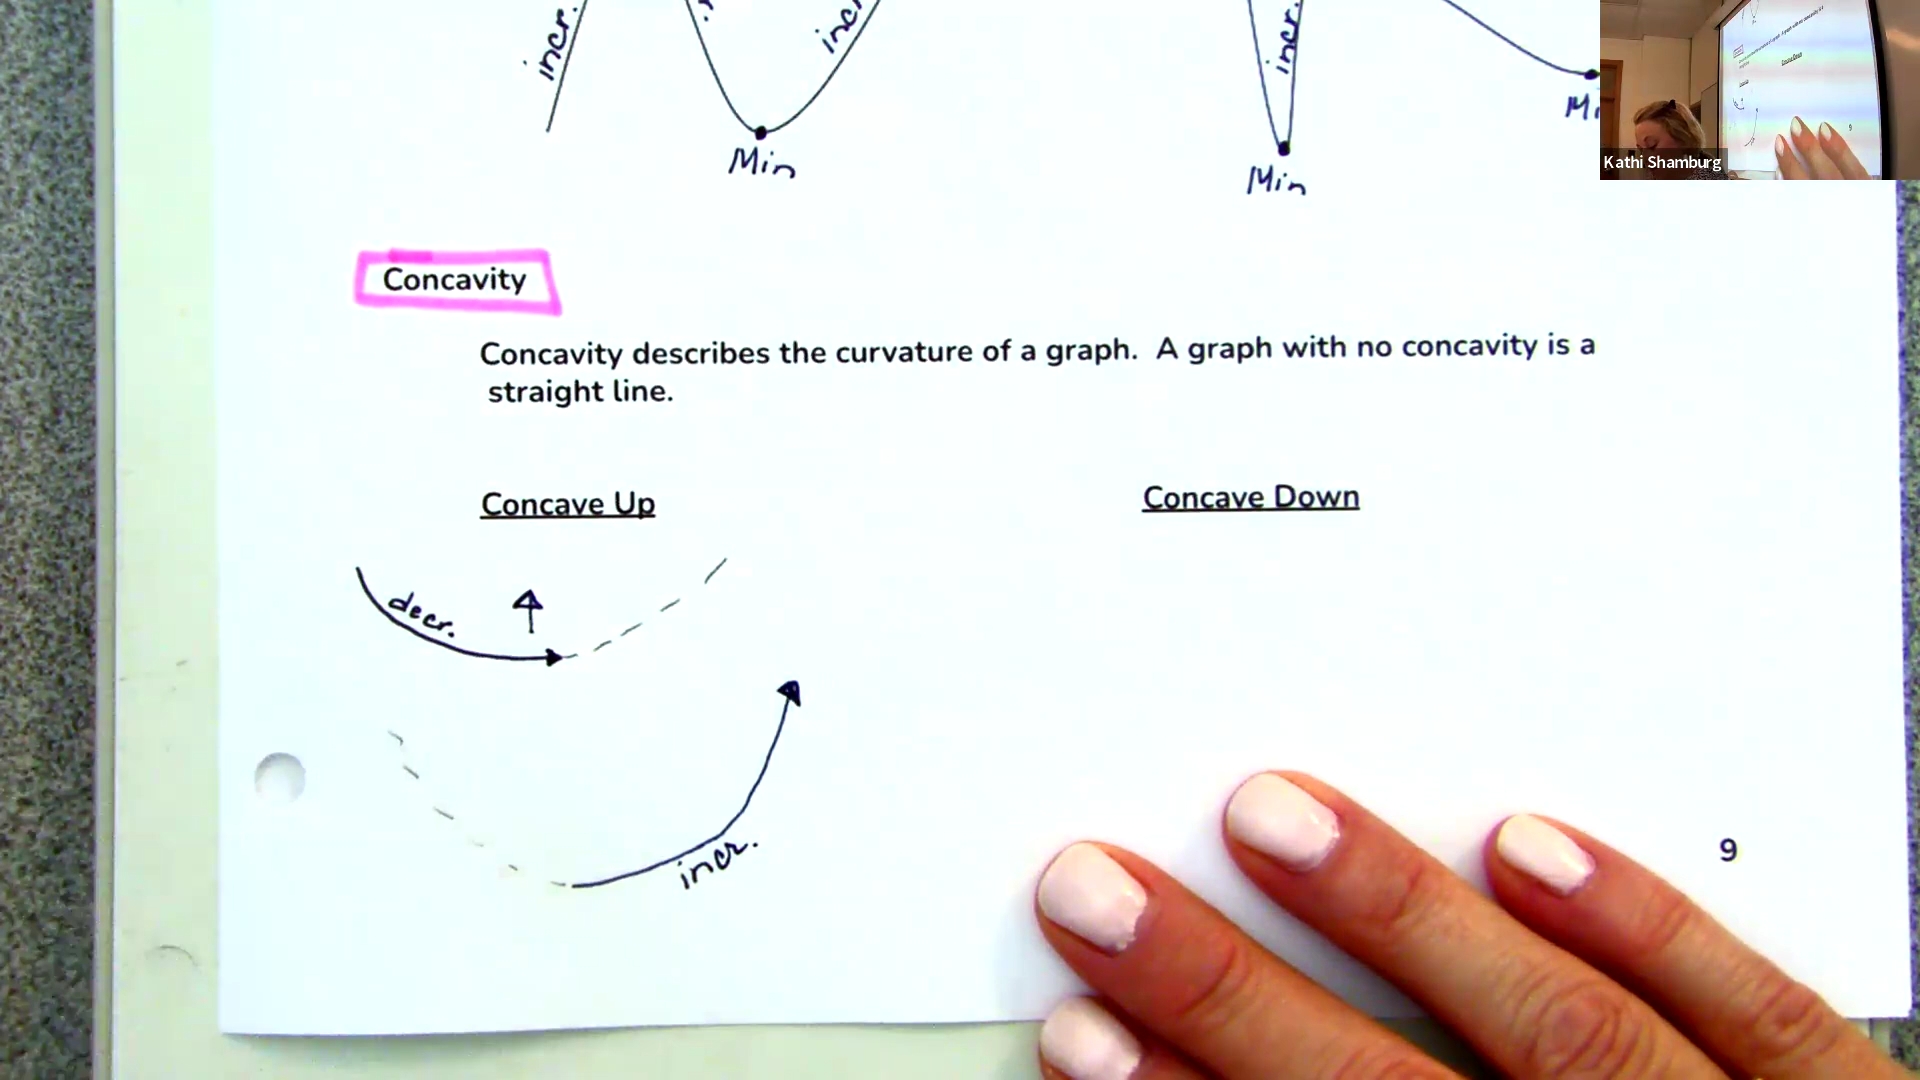 incr.
incr
incr.
Min
Min
Kathi Shamburg
Concavity
Concavity describes the curvature of a graph. A graph with no concavity is a
straight line.
Concave Up
Concave Down
decr.
incr.
9